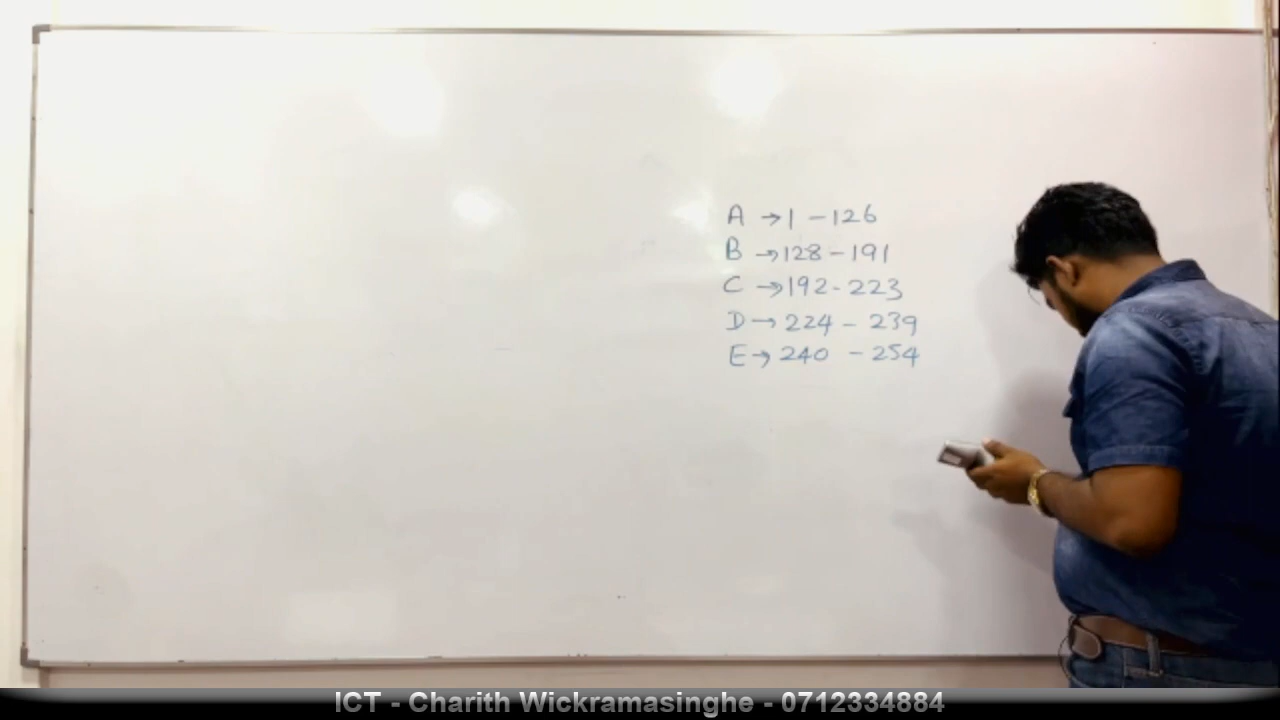 A → 1 - 126
B → 128 - 191
C → 192 - 223
D → 224 - 239
E → 240 - 254
ICT - Charith Wickramasinghe - 0712334884